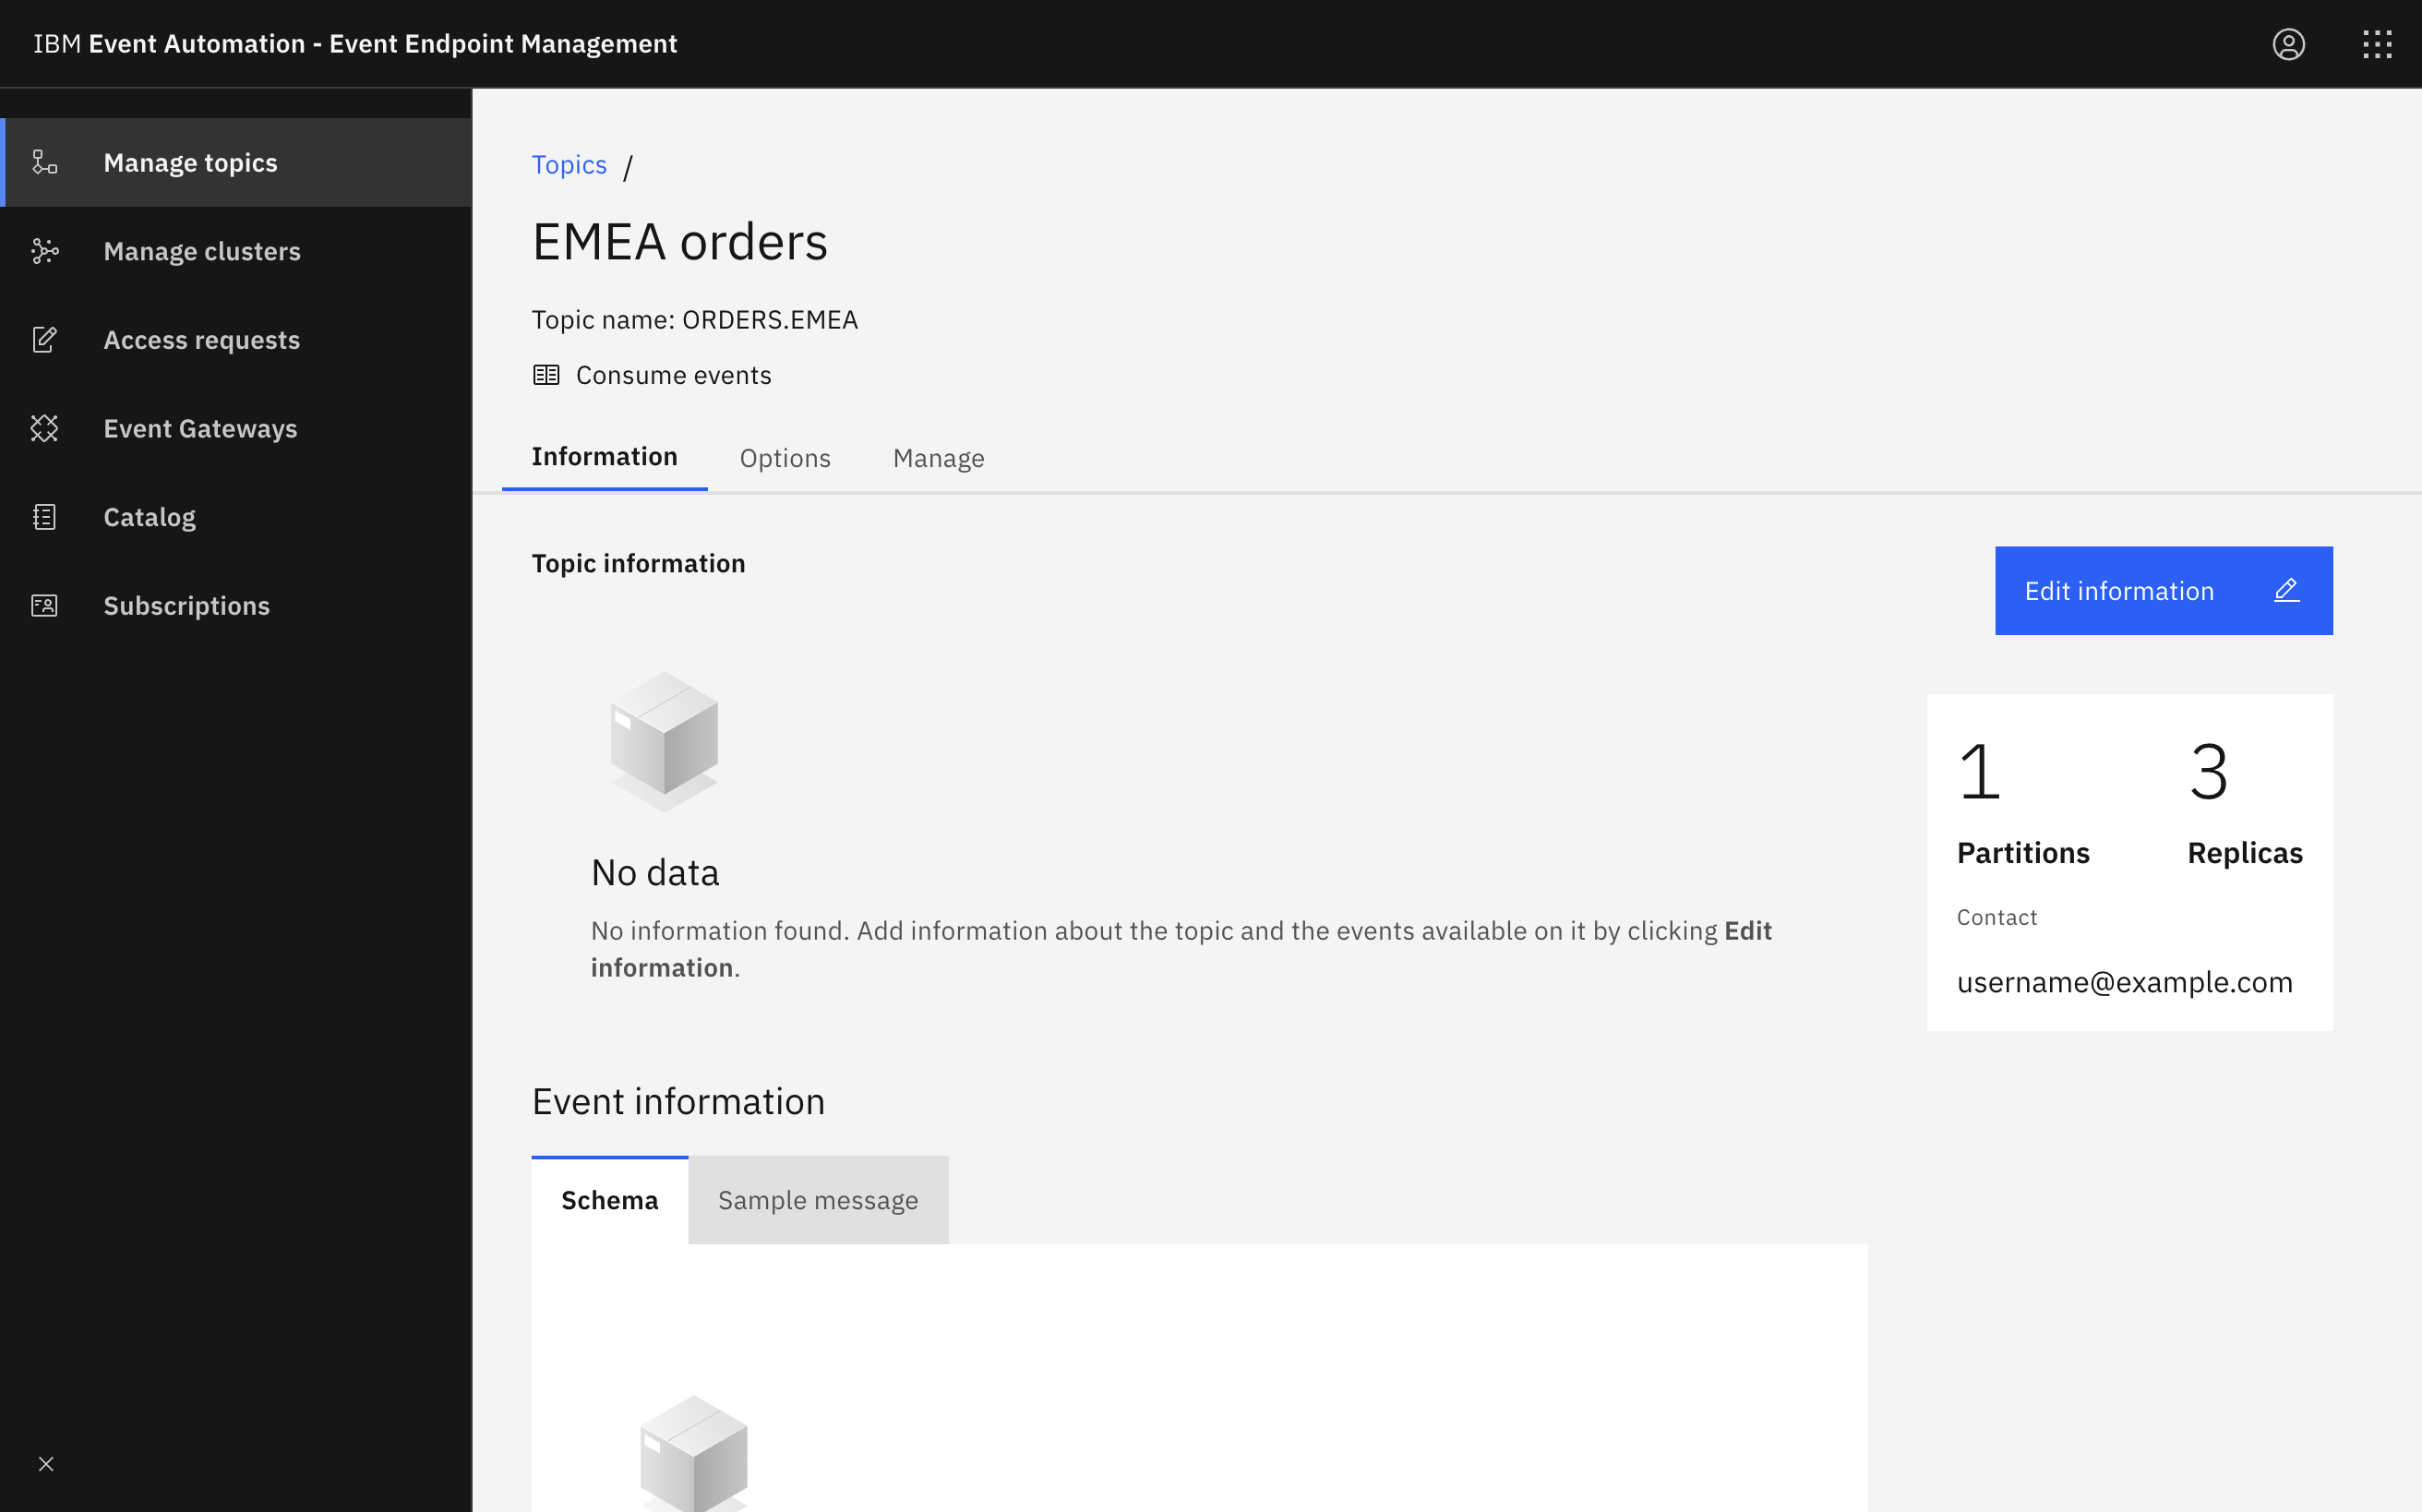 IBM Event Automation - Event Endpoint Management
Manage topics
Manage clusters
Access requests
Event Gateways
Catalog
Subscriptions
Topics /
EMEA orders
Topic name: ORDERS.EMEA
Consume events
Information Options Manage
Topic information
Edit information
No data
No information found. Add information about the topic and the events available on it by clicking Edit
information.
1 3
Partitions Replicas
Contact
username@example.com
Event information
Schema Sample message